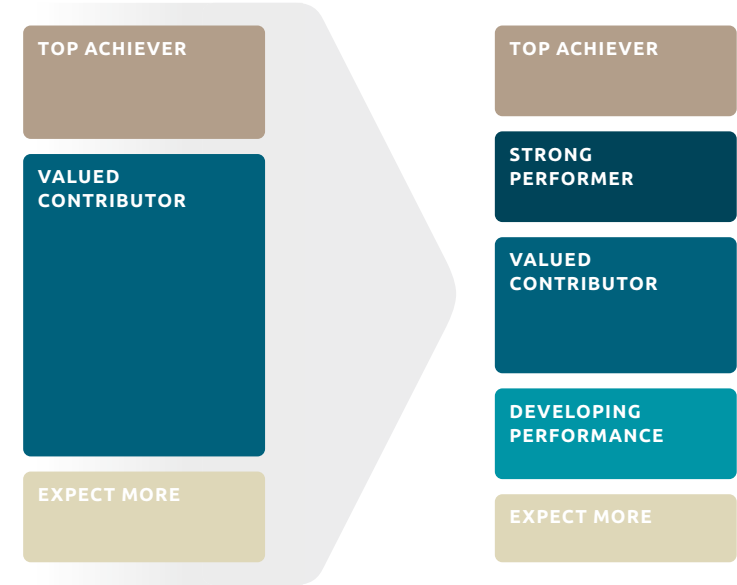 TOP ACHIEVER
VALUED
CONTRIBUTOR
EXPECT MORE
TOP ACHIEVER
STRONG
PERFORMER
VALUED
CONTRIBUTOR
DEVELOPING
PERFORMANCE
EXPECT MORE